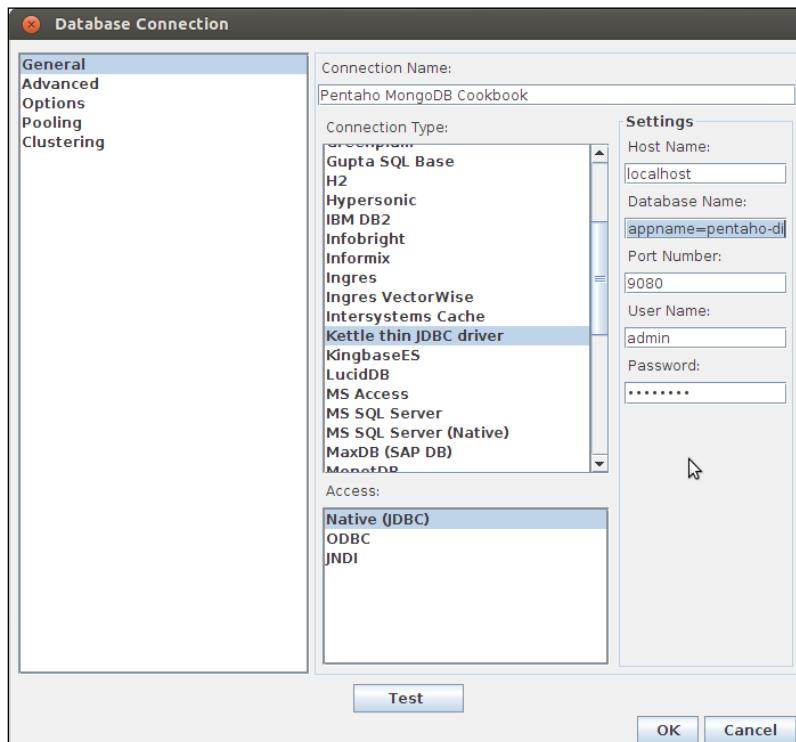 Database Connection
General
Advanced
Options
Pooling
Clustering
Connection Name:
Pentaho MongoDB Cookbook
Connection Type:
Gupta SQL Base
H2
Hypersonic
IBM DB2
Infobright
Informix
Ingres
Ingres VectorWise
Intersystems Cache
Kettle thin JDBC driver
KingbaseES
LucidDB
MS Access
MS SQL Server
MS SQL Server (Native)
MaxDB (SAP DB)
MonetDB
Access:
Native (JDBC)
ODBC
JNDI
Settings
Host Name:
localhost
Database Name:
appname=pentaho-di
Port Number:
9080
User Name:
admin
Password:
••••••••
Test
OK
Cancel